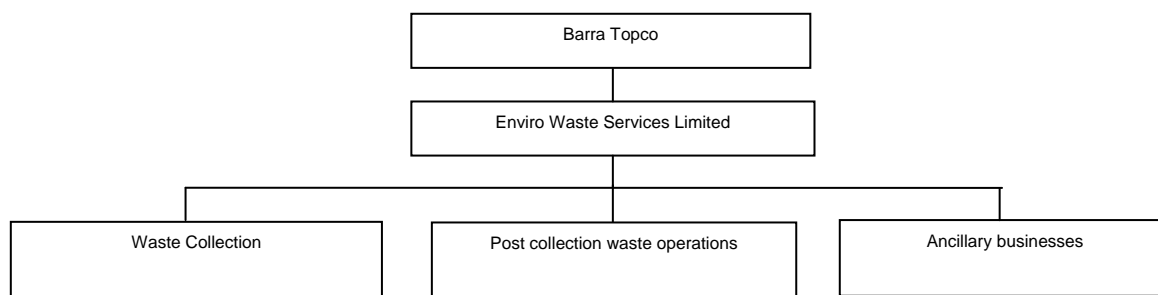 Barra Topco
Enviro Waste Services Limited
Waste Collection
Post collection waste operations
Ancillary businesses